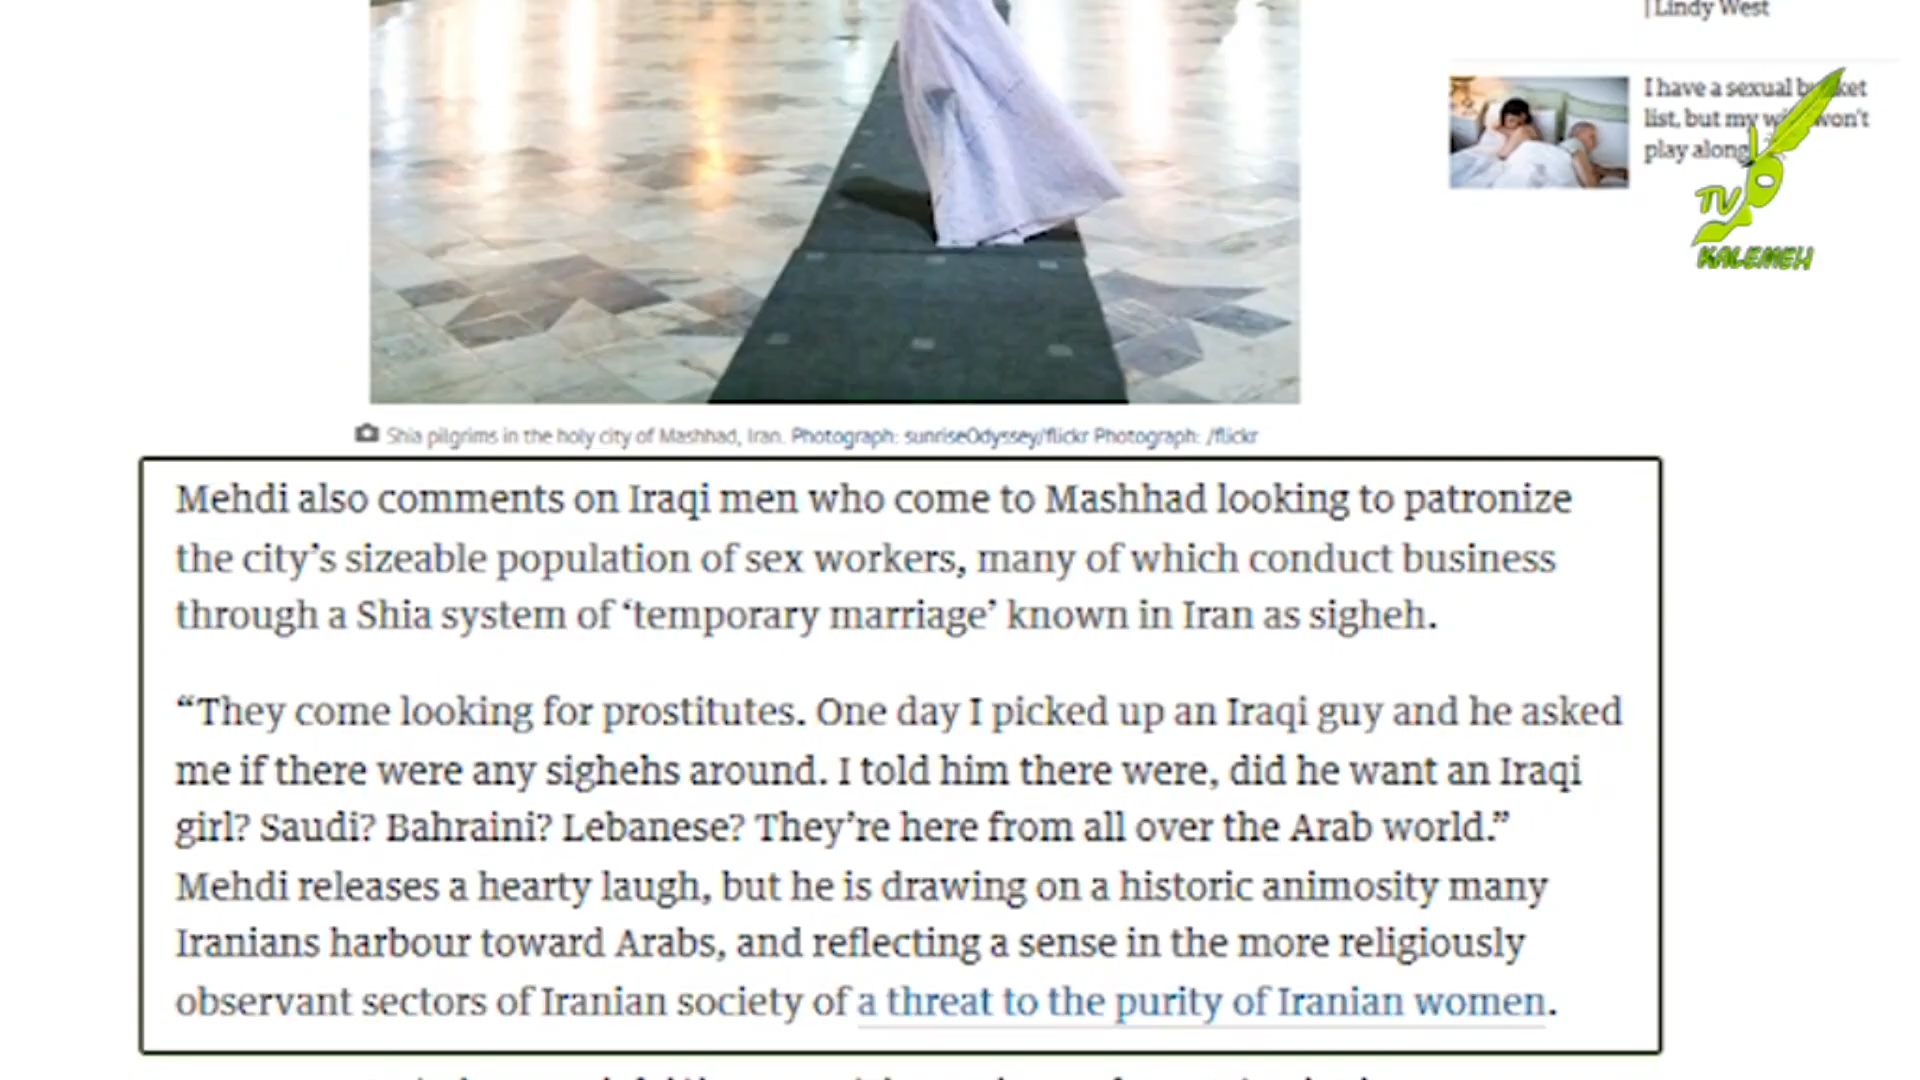 | Lindy West
I have a sexual bucket
list, but my wife won't
play along
TV
KALEMEH
Shia pilgrims in the holy city of Mashhad, Iran. Photograph: sunriseOdyssey/flickr Photograph: /flickr
Mehdi also comments on Iraqi men who come to Mashhad looking to patronize
the city’s sizeable population of sex workers, many of which conduct business
through a Shia system of ‘temporary marriage’ known in Iran as sigheh.
“They come looking for prostitutes. One day I picked up an Iraqi guy and he asked
me if there were any sighehs around. I told him there were, did he want an Iraqi
girl? Saudi? Bahraini? Lebanese? They’re here from all over the Arab world.”
Mehdi releases a hearty laugh, but he is drawing on a historic animosity many
Iranians harbour toward Arabs, and reflecting a sense in the more religiously
observant sectors of Iranian society of a threat to the purity of Iranian women.